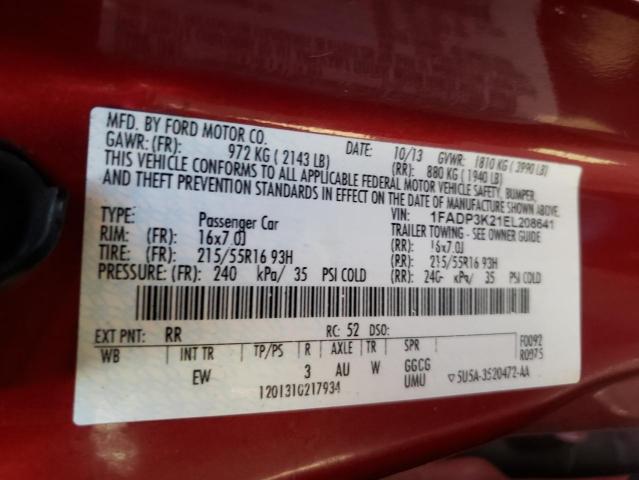 MFD. BY FORD MOTOR CO. DATE: 10/13 GVWR: 1810 KG ( 3990 LB)
GAWR: (FR): 972 KG ( 2143 LB) (RR): 880 KG ( 1940 LB)
THIS VEHICLE CONFORMS TO ALL APPLICABLE FEDERAL MOTOR VEHICLE SAFETY, BUMPER,
AND THEFT PREVENTION STANDARDS IN EFFECT ON THE DATE OF MANUFACTURE SHOWN ABOVE.
VIN: 1FADP3K21EL208641
TYPE: Passenger Car TRAILER TOWING - SEE OWNER GUIDE
RIM: (FR): 16x7.0J (RR): 16x7.0J
TIRE: (FR): 215/55R16 93H (RR): 215/55R16 93H
PRESSURE: (FR): 240 kPa/ 35 PSI COLD (RR): 240 kPa/ 35 PSI COLD
EXT PNT: RR RC: 52 DSO: F0092
WB INT TR TP/PS R AXLE TR SPR R0975
EW 3 AU W GGCG
UMU
1201310217934 ▽ 5U5A-3520472-AA